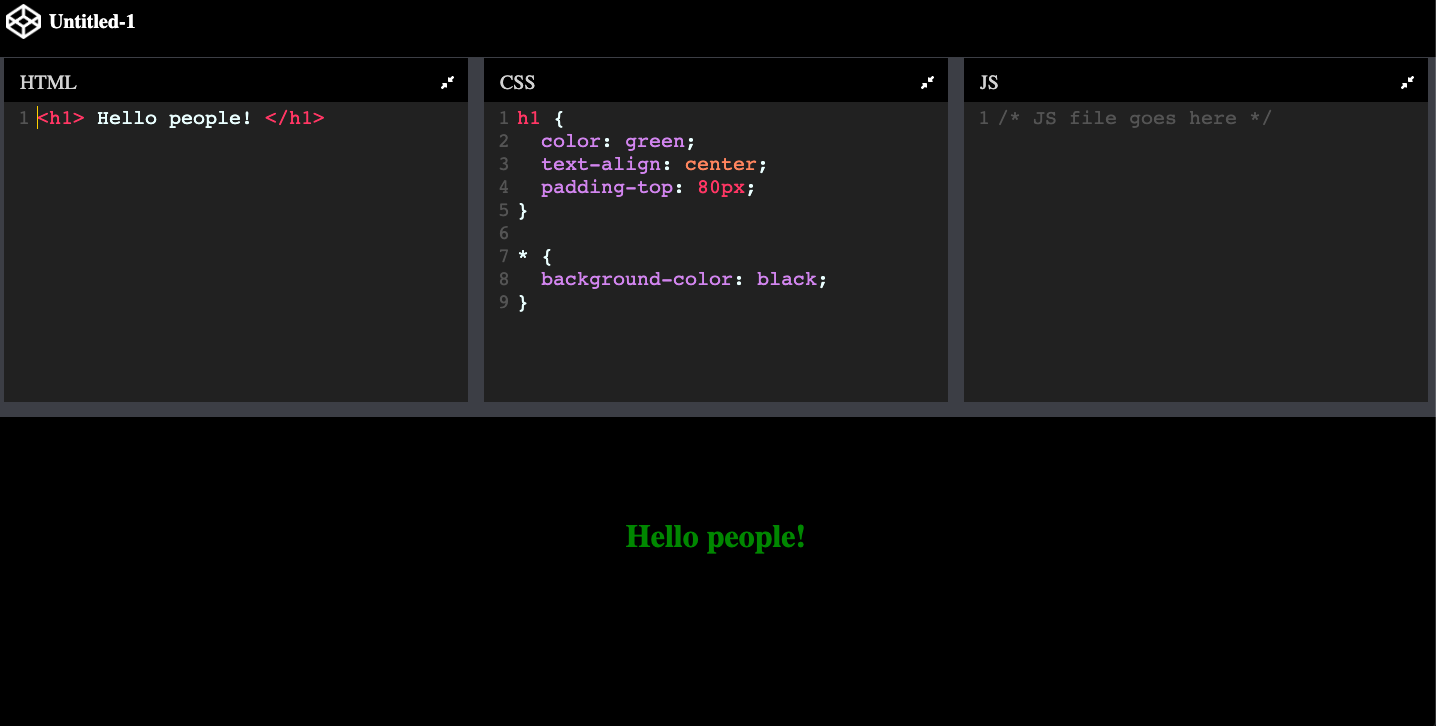 Untitled-1
HTML
1 <h1> Hello people! </h1>
CSS
1 h1 {
2   color: green;
3   text-align: center;
4   padding-top: 80px;
5 }
6
7 * {
8   background-color: black;
9 }
JS
1 /* JS file goes here */
Hello people!